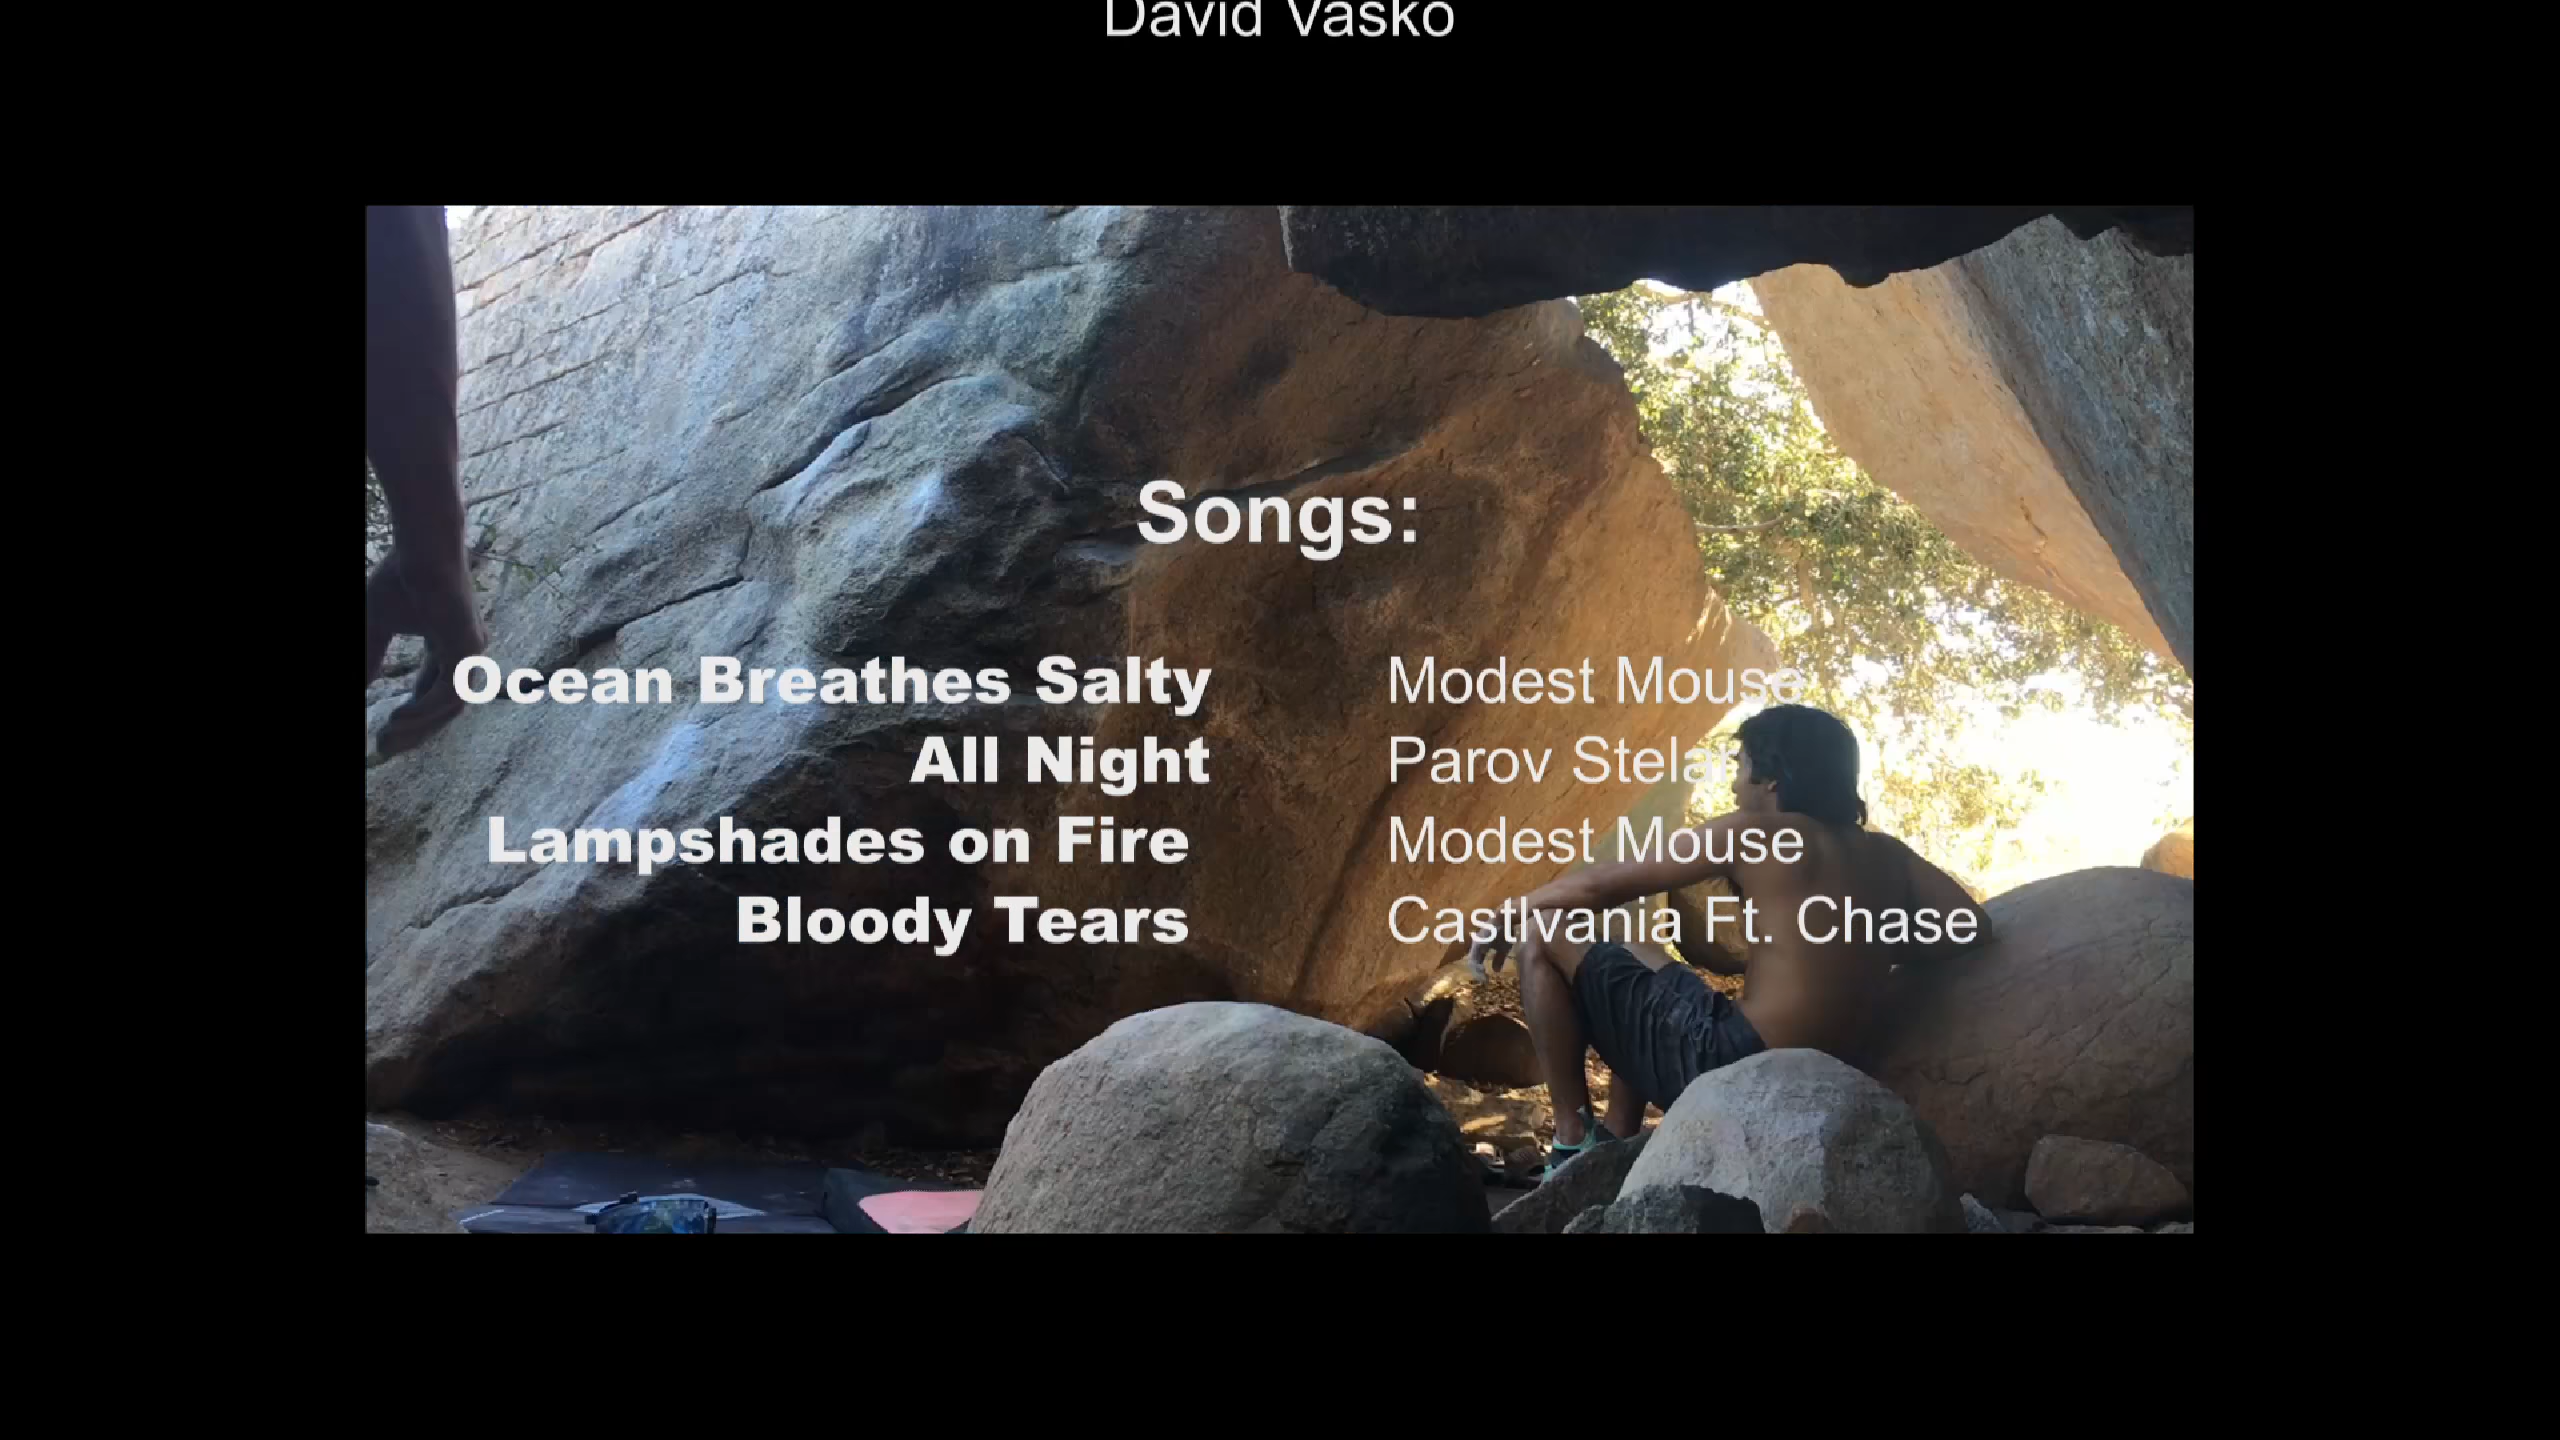 David Vasko
Songs:
Ocean Breathes Salty Modest Mouse
All Night Parov Stelar
Lampshades on Fire Modest Mouse
Bloody Tears Castlvania Ft. Chase